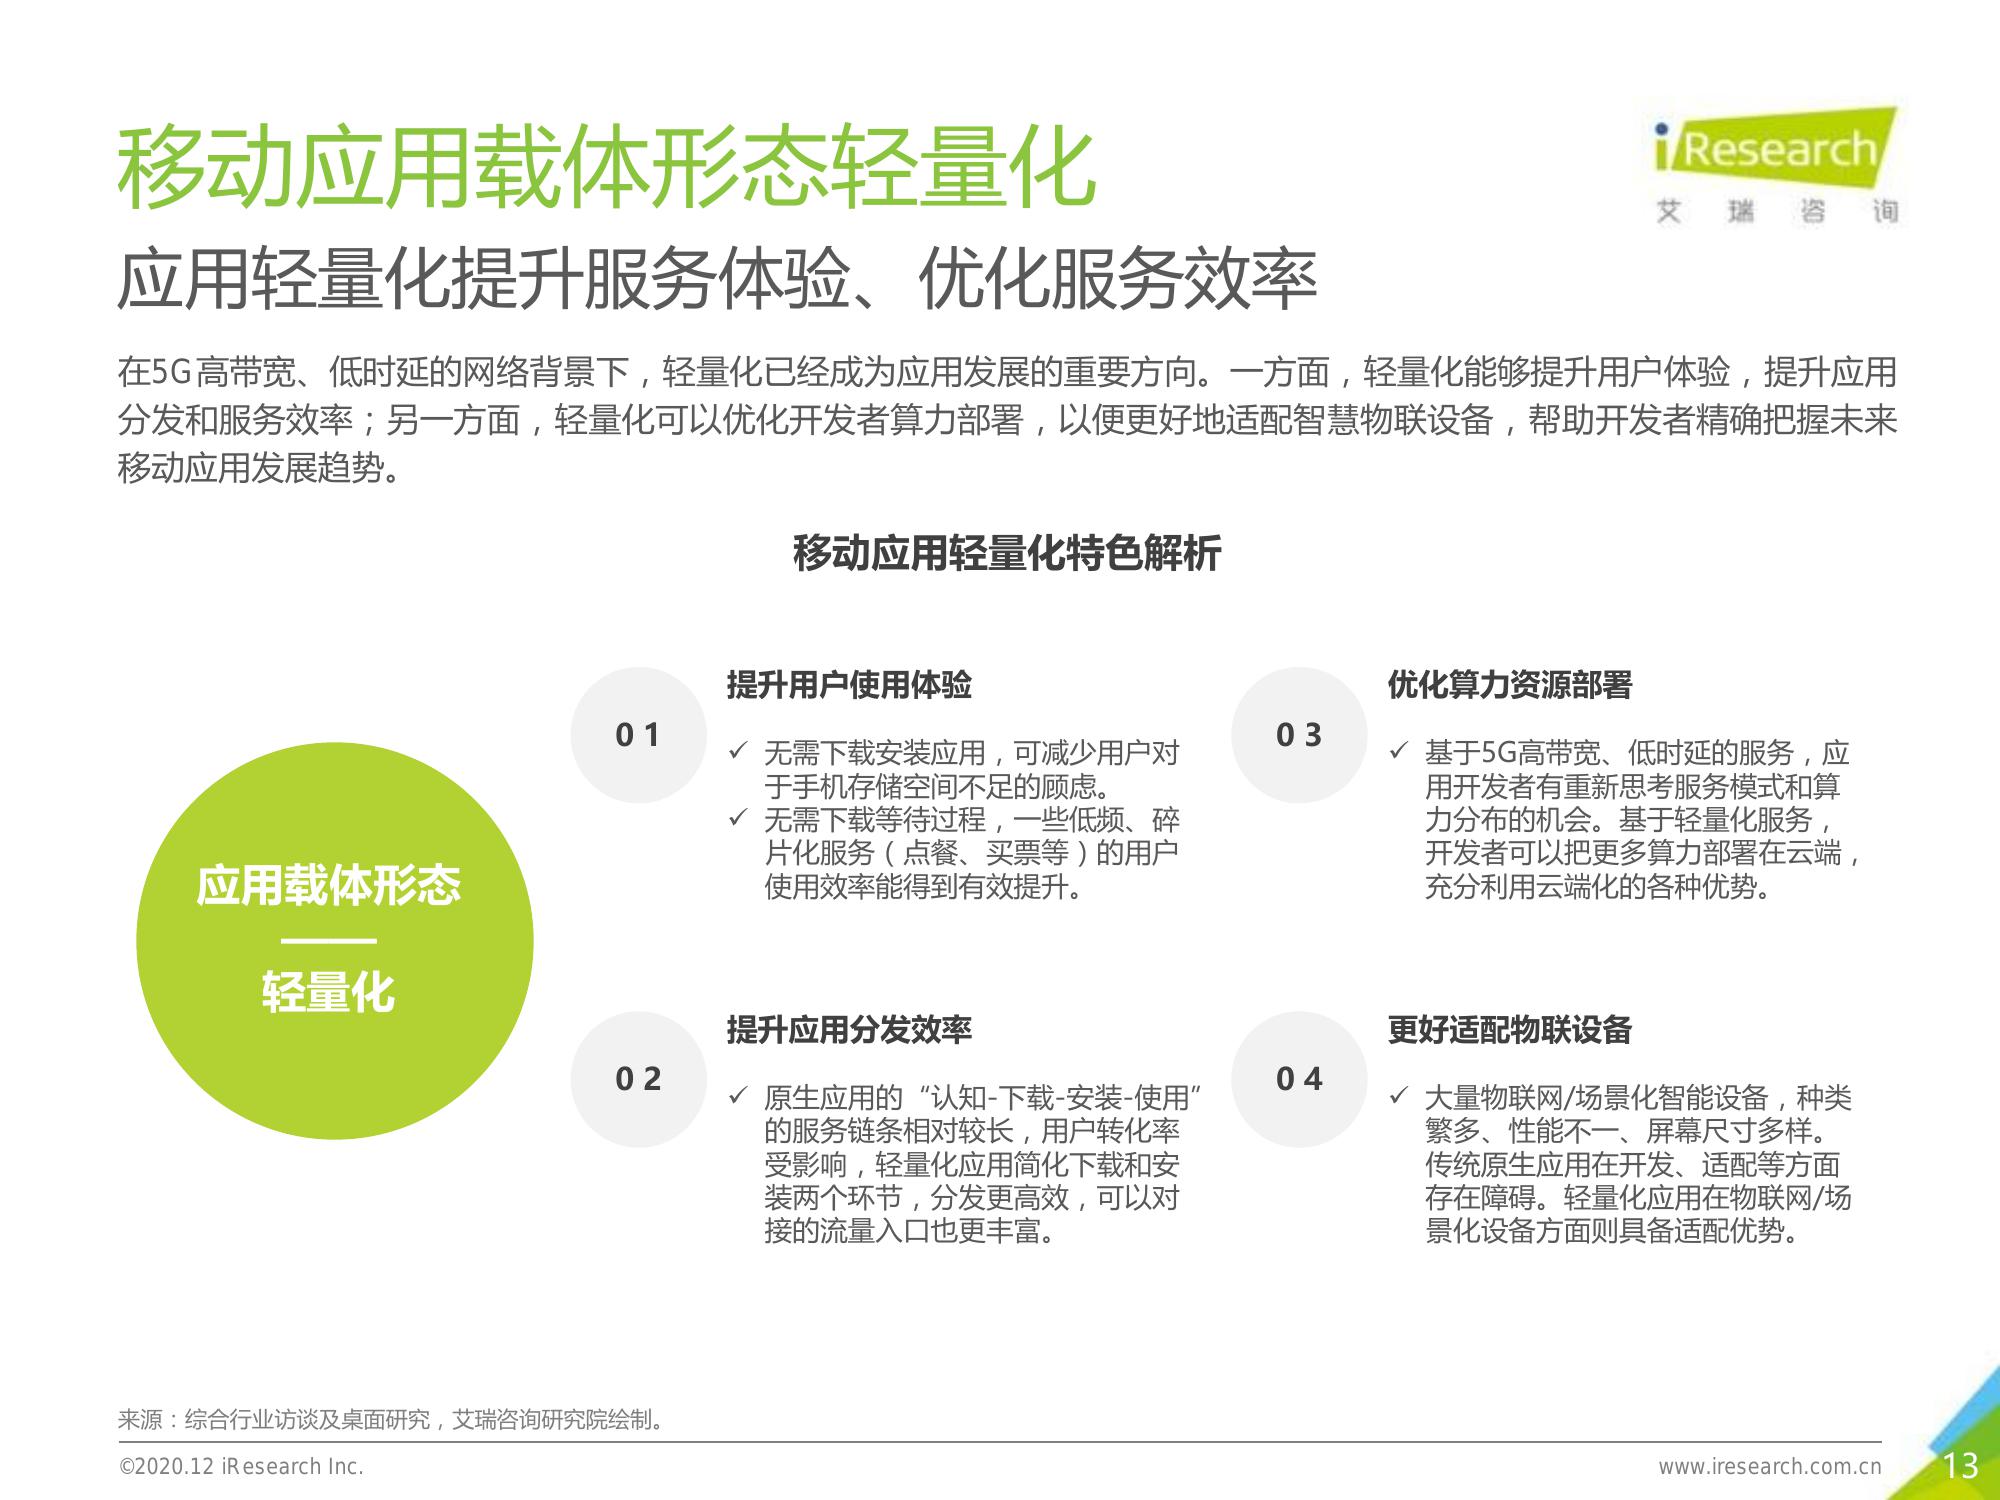 移动应用载体形态轻量化
iResearch
艾瑞咨询
应用轻量化提升服务体验、优化服务效率
在5G高带宽、低时延的网络背景下，轻量化已经成为应用发展的重要方向。一方面，轻量化能够提升用户体验，提升应用
分发和服务效率；另一方面，轻量化可以优化开发者算力部署，以便更好地适配智慧物联设备，帮助开发者精确把握未来
移动应用发展趋势。
移动应用轻量化特色解析
应用载体形态
——
轻量化
01
提升用户使用体验
✓ 无需下载安装应用，可减少用户对
于手机存储空间不足的顾虑。
✓ 无需下载等待过程，一些低频、碎
片化服务（点餐、买票等）的用户
使用效率能得到有效提升。
02
提升应用分发效率
✓ 原生应用的“认知-下载-安装-使用”
的服务链条相对较长，用户转化率
受影响，轻量化应用简化下载和安
装两个环节，分发更高效，可以对
接的流量入口也更丰富。
03
优化算力资源部署
✓ 基于5G高带宽、低时延的服务，应
用开发者有重新思考服务模式和算
力分布的机会。基于轻量化服务，
开发者可以把更多算力部署在云端，
充分利用云端化的各种优势。
04
更好适配物联设备
✓ 大量物联网/场景化智能设备，种类
繁多、性能不一、屏幕尺寸多样。
传统原生应用在开发、适配等方面
存在障碍。轻量化应用在物联网/场
景化设备方面则具备适配优势。
来源：综合行业访谈及桌面研究，艾瑞咨询研究院绘制。
©2020.12 iResearch Inc.
www.iresearch.com.cn
13